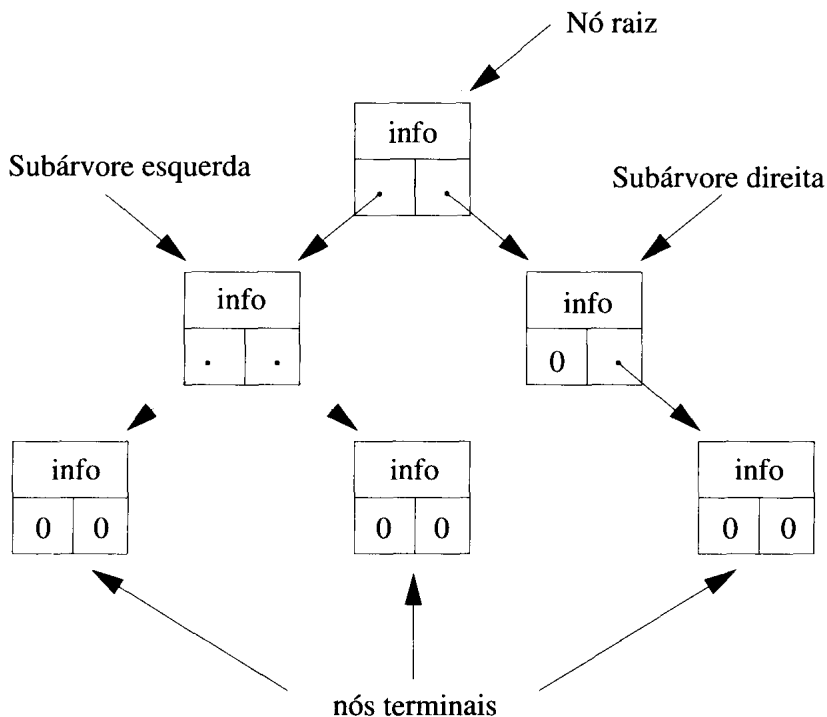 Nó raiz
info
Subárvore esquerda
Subárvore direita
info
info
0
info
info
info
0 0
0 0
0 0
nós terminais